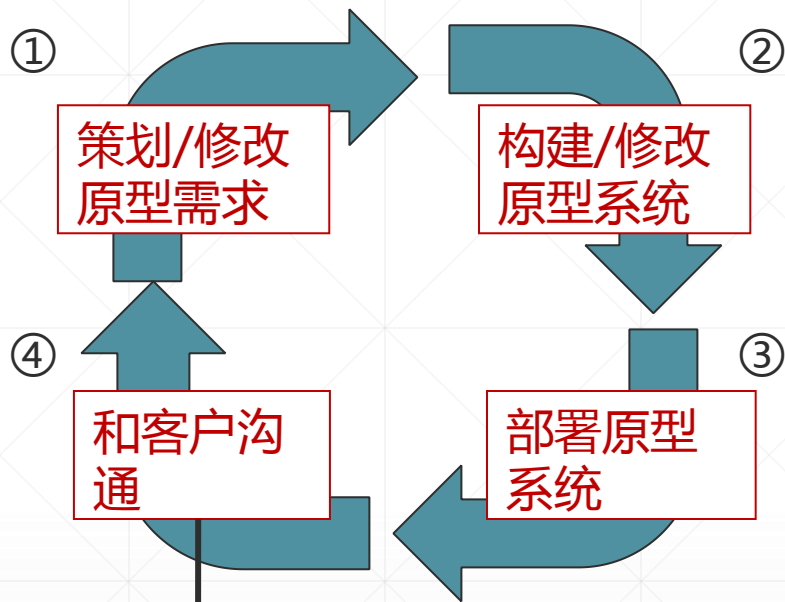 ①
策划/修改
原型需求
②
构建/修改
原型系统
③
部署原型
系统
④
和客户沟
通